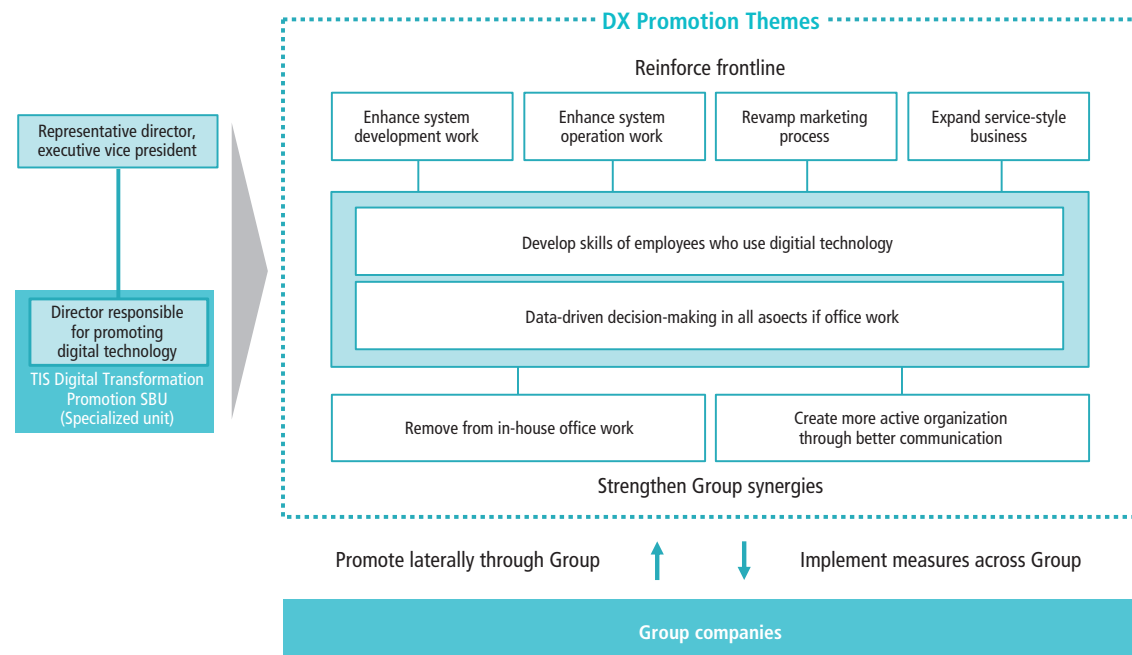 DX Promotion Themes
Reinforce frontline
Enhance system
development work
Enhance system
operation work
Revamp marketing
process
Expand service-style
business
Representative director,
executive vice president
Develop skills of employees who use digitial technology
Data-driven decision-making in all asoects if office work
Director responsible
for promoting
digital technology
TIS Digital Transformation
Promotion SBU
(Specialized unit)
Remove from in-house office work
Create more active organization
through better communication
Strengthen Group synergies
Promote laterally through Group
Implement measures across Group
Group companies